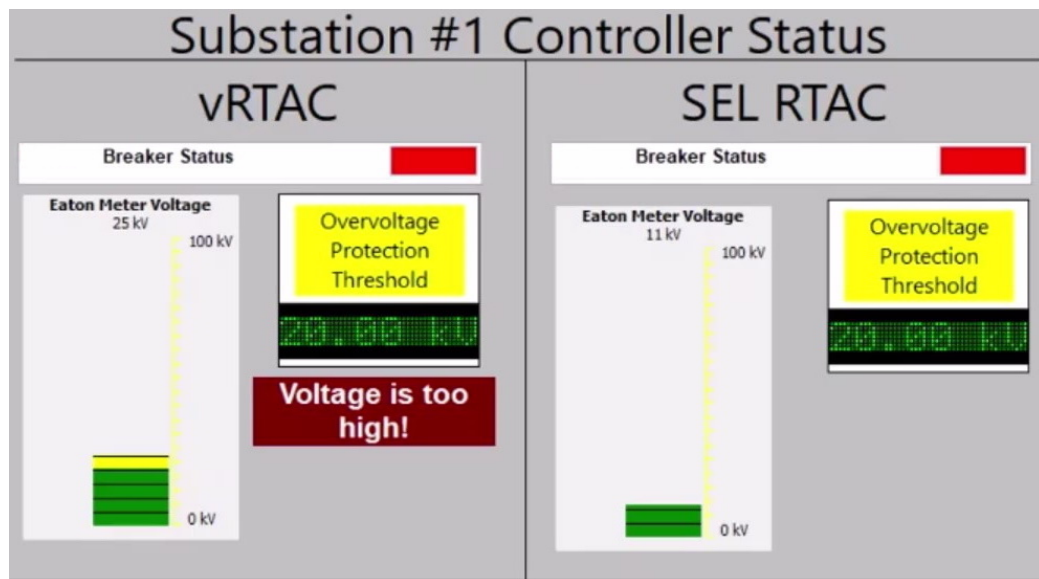 Substation #1 Controller Status
vRTAC
Breaker Status
Eaton Meter Voltage
25 kV
100 kV
0 kV
Overvoltage
Protection
Threshold
20.00 kV
Voltage is too
high!
SEL RTAC
Breaker Status
Eaton Meter Voltage
11 kV
100 kV
0 kV
Overvoltage
Protection
Threshold
20.00 kV